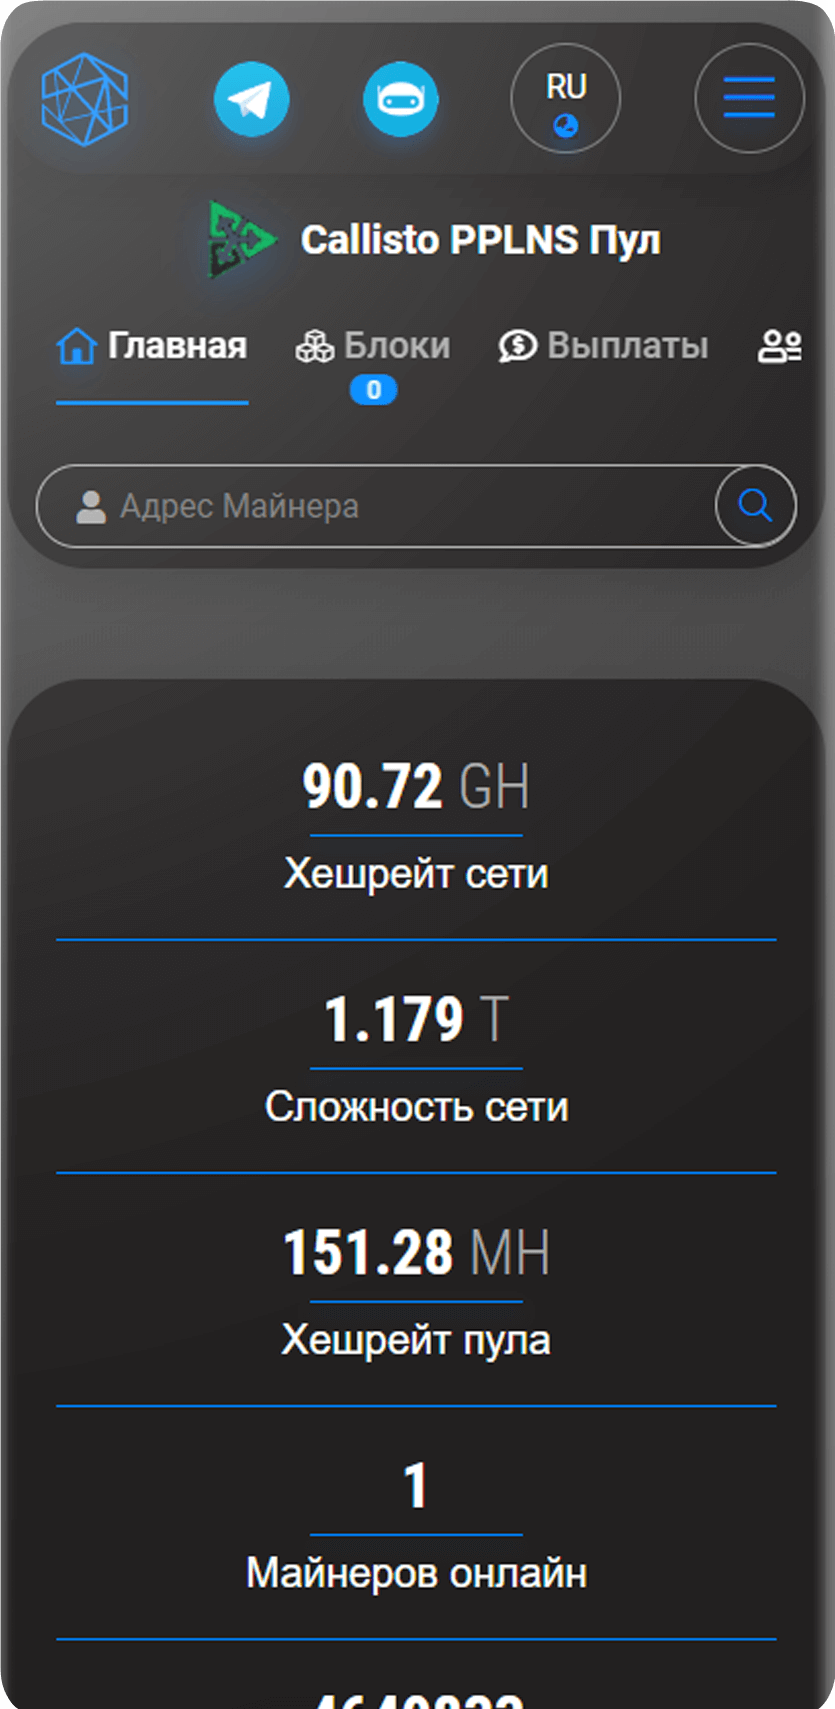 RU
Callisto PPLNS Пул
Главная Блоки Выплаты
0
Адрес Майнера
90.72 GH
Хешрейт сети
1.179 T
Сложность сети
151.28 MH
Хешрейт пула
1
Майнеров онлайн